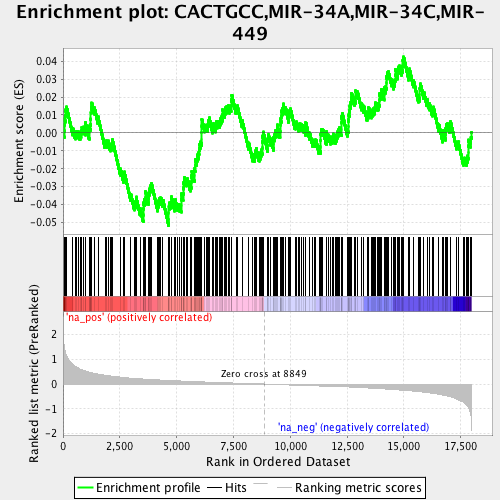 Enrichment plot: CACTGCC,MIR-34A,MIR-34C,MIR-
449
Enrichment score (ES)
0.04
0.03
0.02
0.01
0.00
-0.01
-0.02
-0.03
-0.04
-0.05
'na_pos' (positively correlated)
Ranked list metric (PreRanked)
2
1
0
-1
-2
Zero cross at 8849
'na_neg' (negatively correlated)
0
2,500
5,000
7,500
10,000
12,500
15,000
17,500
Rank in Ordered Dataset
Enrichment profile
Hits
Ranking metric scores